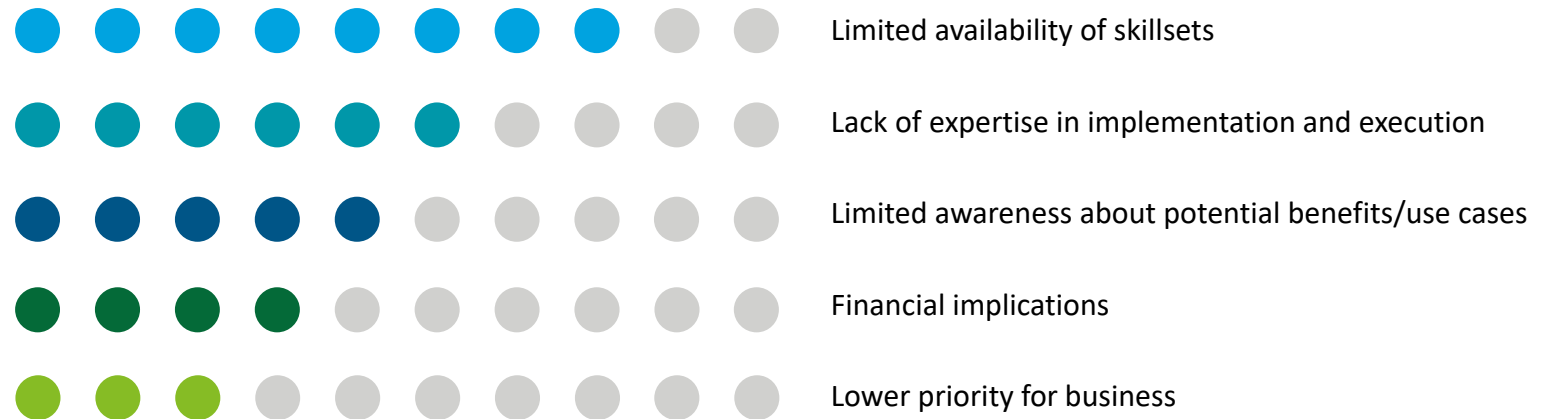 Limited availability of skillsets
Lack of expertise in implementation and execution
Limited awareness about potential benefits/use cases
Financial implications
Lower priority for business